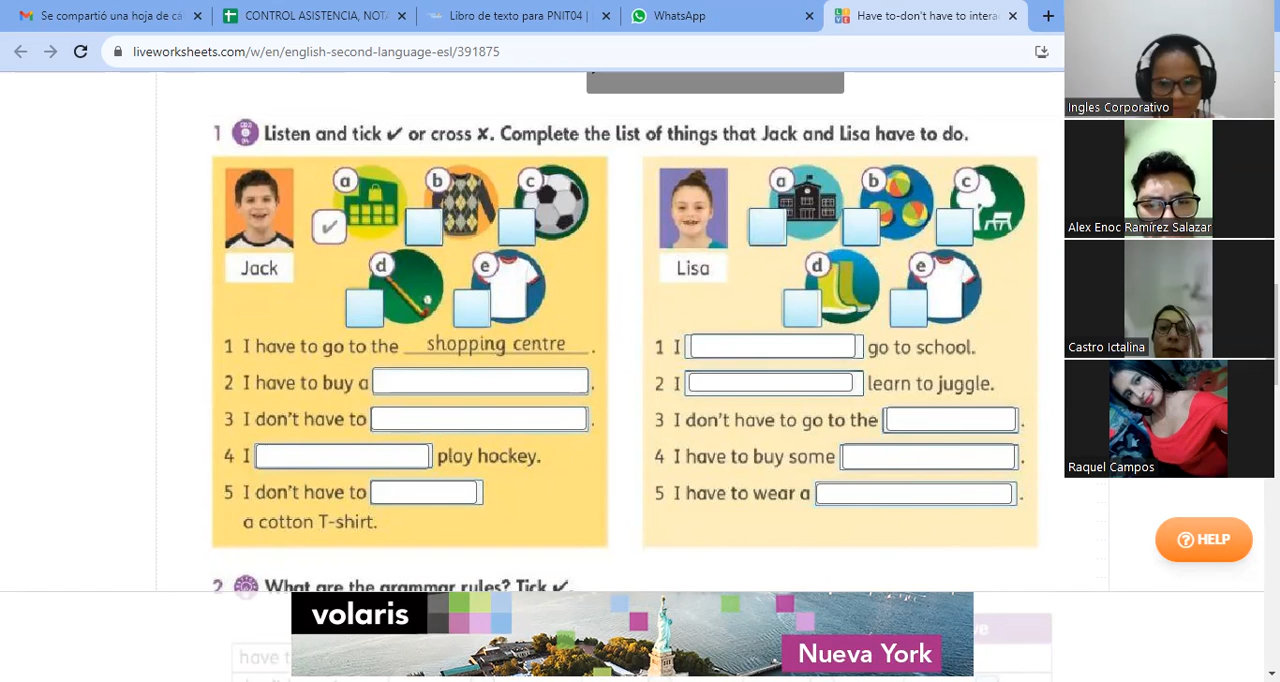 Se compartió una hoja de cá
CONTROL ASISTENCIA, NOTA
Libro de texto para PNIT04 |
WhatsApp
Have to-don't have to intera
liveworksheets.com/w/en/english-second-language-esl/391875
1 Listen and tick ✔ or cross ✘. Complete the list of things that Jack and Lisa have to do.
a b c
d e
Jack
1 I have to go to the shopping centre.
2 I have to buy a .
3 I don't have to .
4 I play hockey.
5 I don't have to
a cotton T-shirt.
a b c
d e
Lisa
1 I go to school.
2 I learn to juggle.
3 I don't have to go to the .
4 I have to buy some .
5 I have to wear a .
2 What are the grammar rules? Tick ✔.
have t
volaris
Nueva York
HELP
Ingles Corporativo
Alex Enoc Ramírez Salazar
Castro Ictalina
Raquel Campos